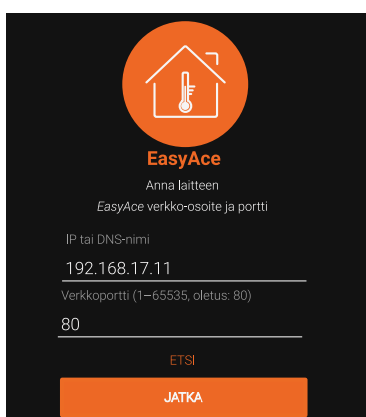 EasyAce
Anna laitteen
EasyAce verkko-osoite ja portti
IP tai DNS-nimi
192.168.17.11
Verkkoportti (1–65535, oletus: 80)
80
ETSI
JATKA